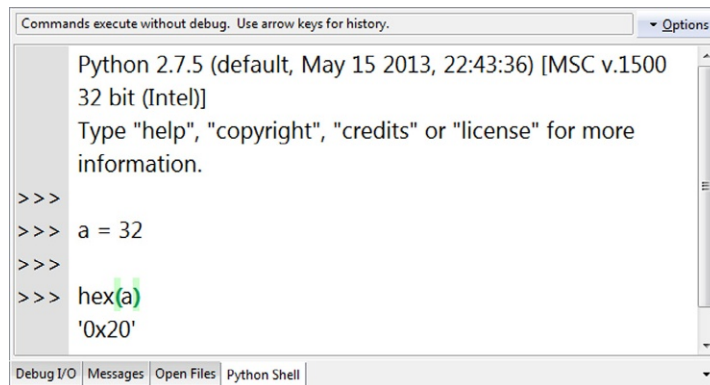 Commands execute without debug.  Use arrow keys for history.
Options
Python 2.7.5 (default, May 15 2013, 22:43:36) [MSC v.1500
32 bit (Intel)]
Type "help", "copyright", "credits" or "license" for more
information.
>>>
>>> a = 32
>>>
>>> hex(a)
'0x20'
Debug I/O Messages Open Files Python Shell